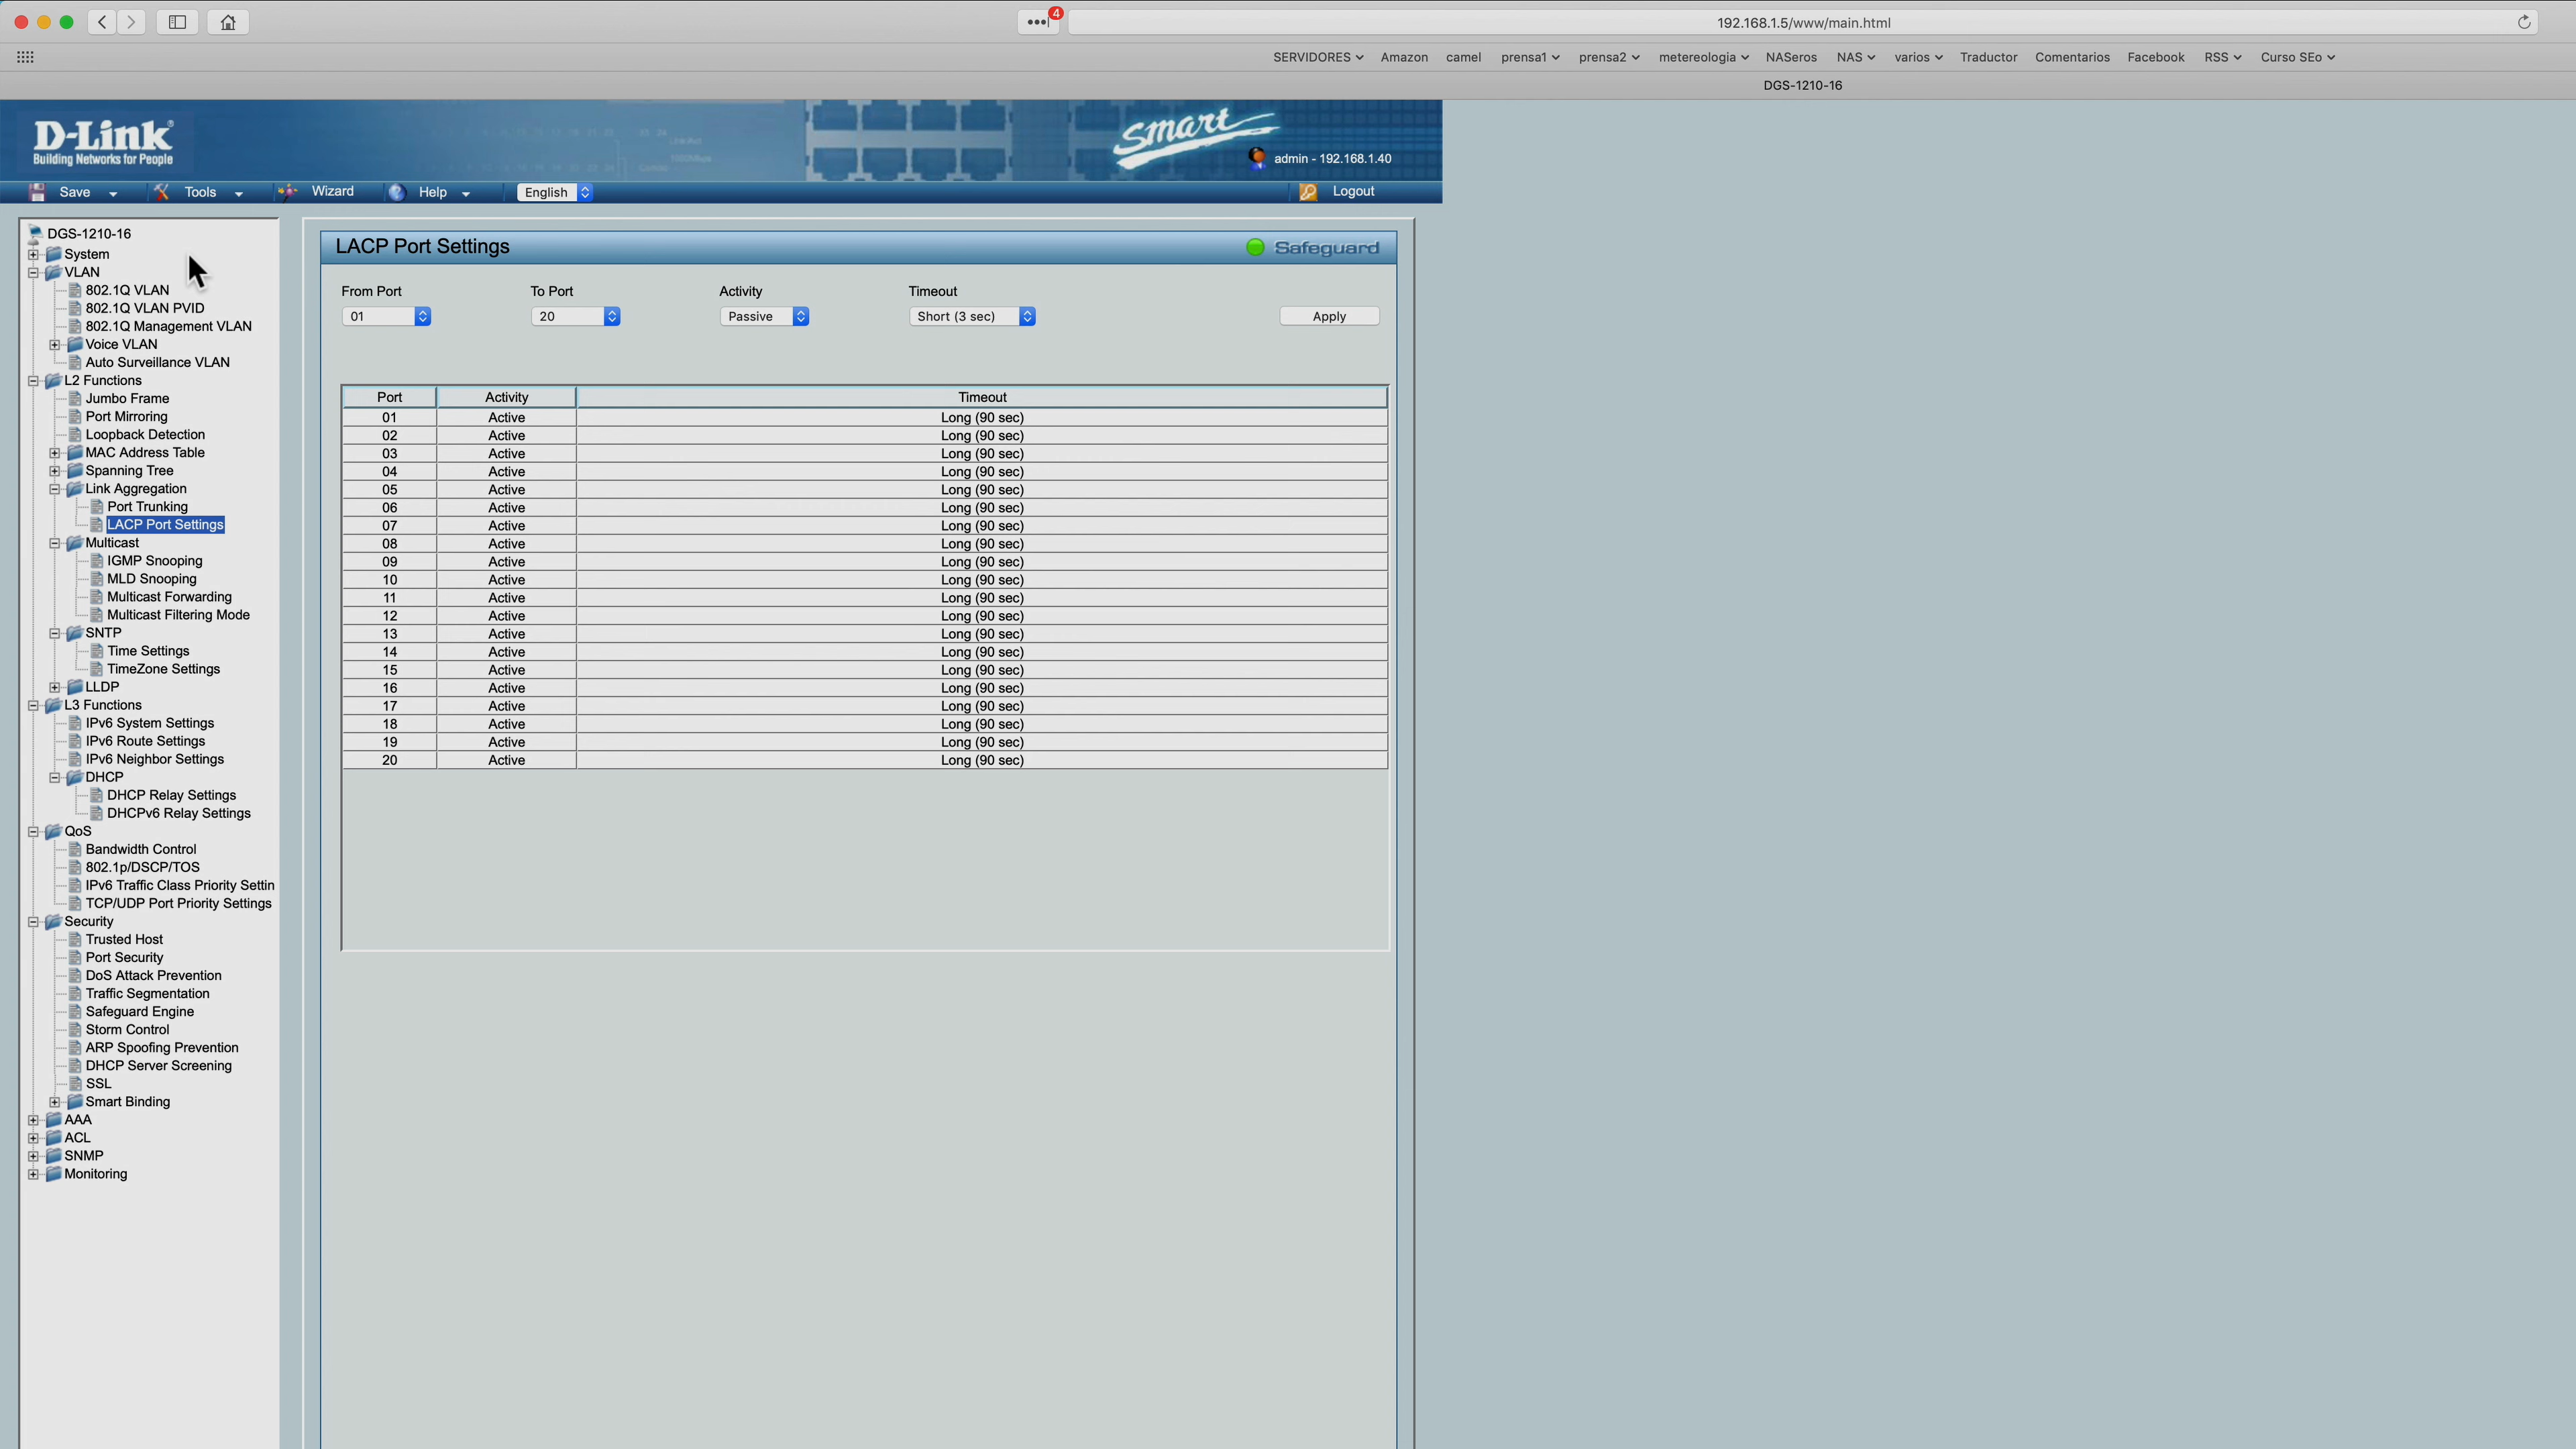 4
192.168.1.5/www/main.html
SERVIDORES Amazon camel prensa1 prensa2 metereologia NASeros NAS varios Traductor Comentarios Facebook RSS Curso SEo
DGS-1210-16
D-Link®
Building Networks for People
smart
admin - 192.168.1.40
Save Tools Wizard Help English Logout
DGS-1210-16
System
VLAN
802.1Q VLAN
802.1Q VLAN PVID
802.1Q Management VLAN
Voice VLAN
Auto Surveillance VLAN
L2 Functions
Jumbo Frame
Port Mirroring
Loopback Detection
MAC Address Table
Spanning Tree
Link Aggregation
Port Trunking
LACP Port Settings
Multicast
IGMP Snooping
MLD Snooping
Multicast Forwarding
Multicast Filtering Mode
SNTP
Time Settings
TimeZone Settings
LLDP
L3 Functions
IPv6 System Settings
IPv6 Route Settings
IPv6 Neighbor Settings
DHCP
DHCP Relay Settings
DHCPv6 Relay Settings
QoS
Bandwidth Control
802.1p/DSCP/TOS
IPv6 Traffic Class Priority Settin
TCP/UDP Port Priority Settings
Security
Trusted Host
Port Security
DoS Attack Prevention
Traffic Segmentation
Safeguard Engine
Storm Control
ARP Spoofing Prevention
DHCP Server Screening
SSL
Smart Binding
AAA
ACL
SNMP
Monitoring
LACP Port Settings
Safeguard
From Port To Port Activity Timeout
01 20 Passive Short (3 sec) Apply
Port Activity Timeout
01 Active Long (90 sec)
02 Active Long (90 sec)
03 Active Long (90 sec)
04 Active Long (90 sec)
05 Active Long (90 sec)
06 Active Long (90 sec)
07 Active Long (90 sec)
08 Active Long (90 sec)
09 Active Long (90 sec)
10 Active Long (90 sec)
11 Active Long (90 sec)
12 Active Long (90 sec)
13 Active Long (90 sec)
14 Active Long (90 sec)
15 Active Long (90 sec)
16 Active Long (90 sec)
17 Active Long (90 sec)
18 Active Long (90 sec)
19 Active Long (90 sec)
20 Active Long (90 sec)